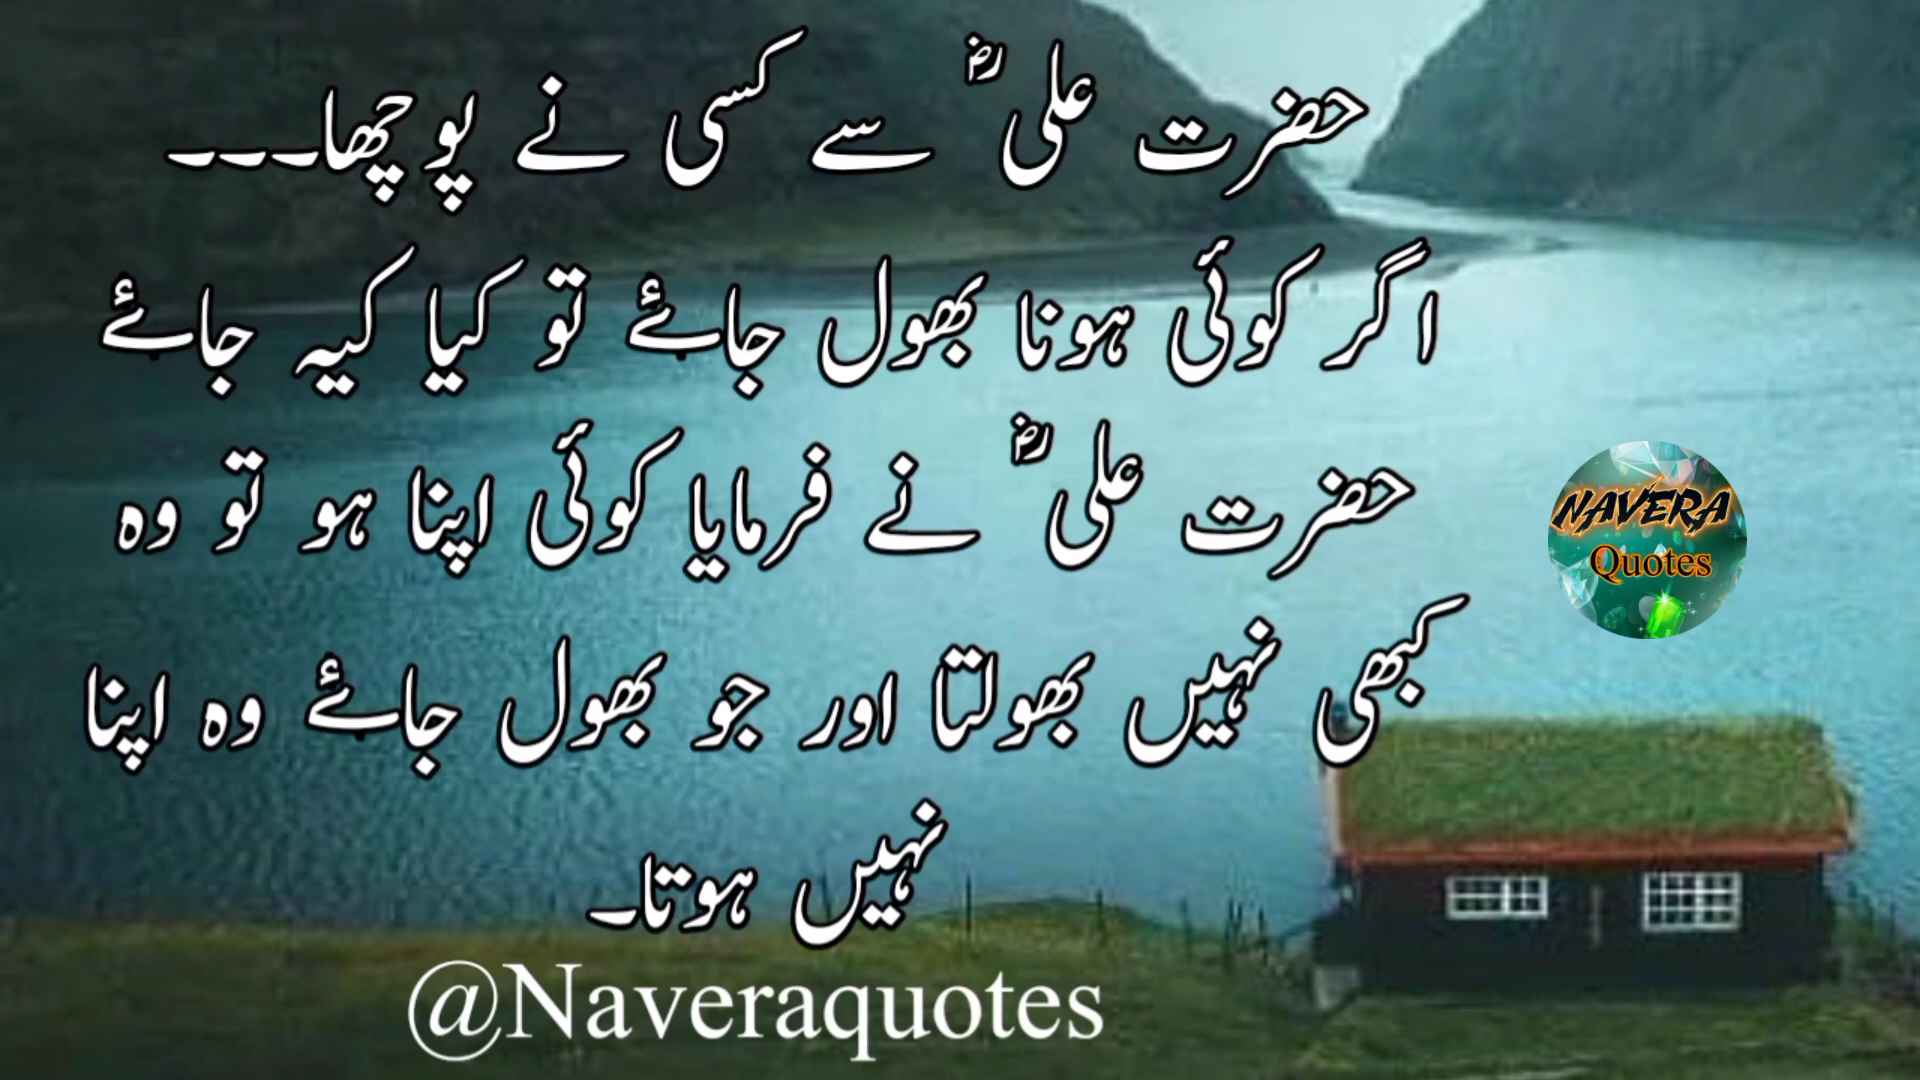 حضرت علیؓ سے کسی نے پوچھا۔۔۔
اگر کوئی ہونا بھول جائے تو کیا کیہ جائے
حضرت علیؓ نے فرمایا کوئی اپنا ہو تو وہ
کبھی نہیں بھولتا اور جو بھول جائے وہ اپنا
نہیں ہوتا۔
NAVERA
Quotes
@Naveraquotes